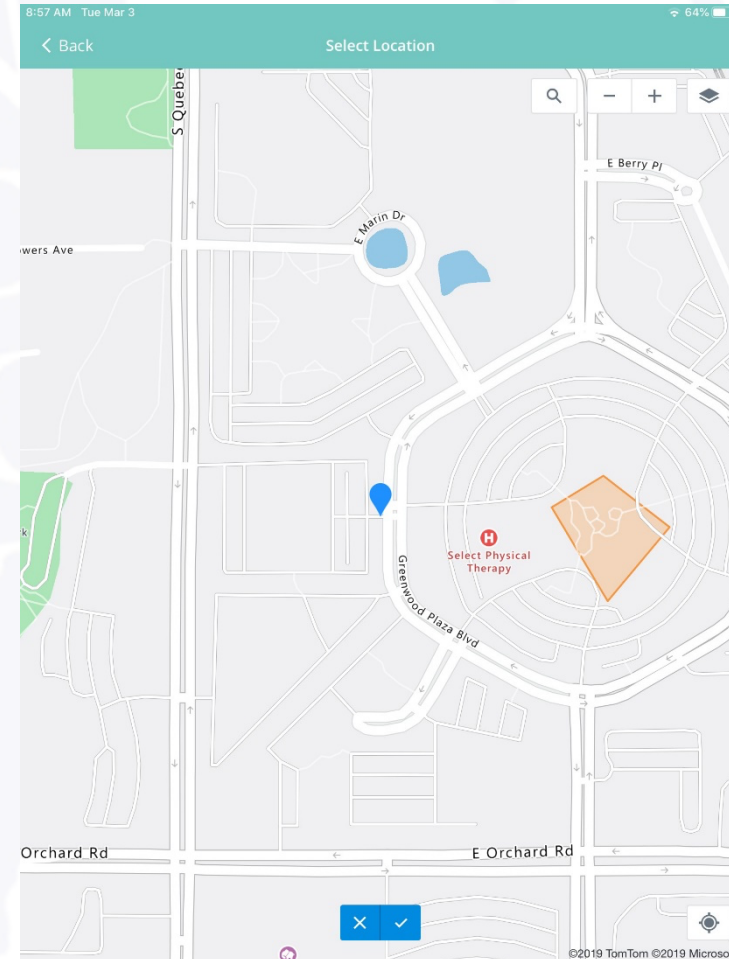 8:57 AM Tue Mar 3
64%
Back
Select Location
S Quebec
E Berry Pl
E Marin Dr
wers Ave
k
H
Select Physical
Therapy
Greenwood Plaza Blvd
Orchard Rd
E Orchard Rd
©2019 TomTom ©2019 Microso